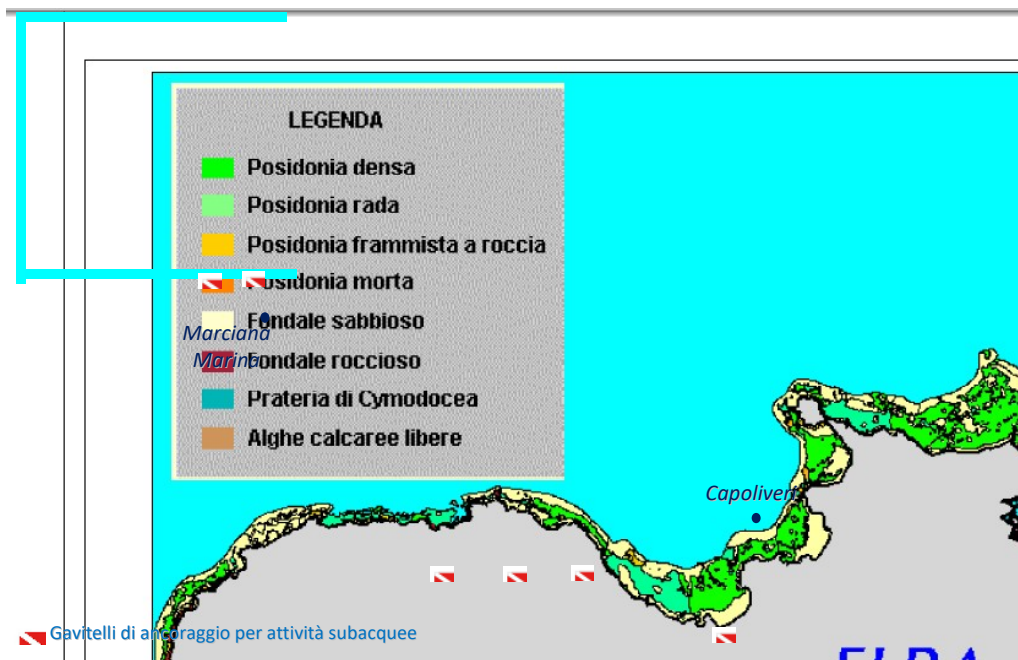 LEGENDA
Posidonia densa
Posidonia rada
Posidonia frammista a roccia
Posidonia morta
Fondale sabbioso
Marciana
Marina
Fondale roccioso
Prateria di Cymodocea
Alghe calcaree libere
Capoliveri
Gavitelli di ancoraggio per attività subacquee
ELBA